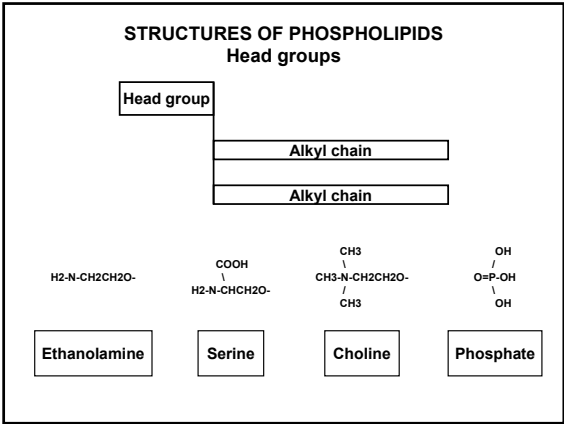 STRUCTURES OF PHOSPHOLIPIDS
Head groups
Head group
Alkyl chain
Alkyl chain
H2-N-CH2CH2O-
COOH
\
H2-N-CHCH2O-
CH3
\
CH3-N-CH2CH2O-
/
CH3
OH
/
O=P-OH
\
OH
Ethanolamine
Serine
Choline
Phosphate